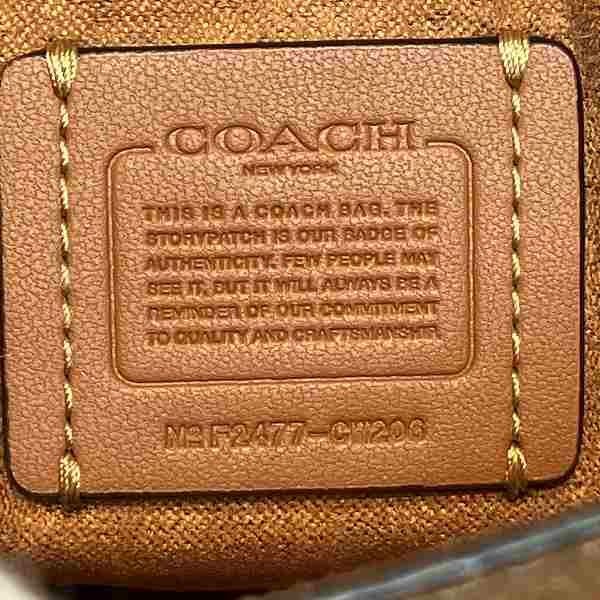 COACH
NEW YORK
THIS IS A COACH BAG. THE
STORYPATCH IS OUR BADGE OF
AUTHENTICITY. FEW PEOPLE MAY
SEE IT, BUT IT WILL ALWAYS BE A
REMINDER OF OUR COMMITMENT
TO QUALITY AND CRAFTSMANSHIP.
Nº F2477-CW206